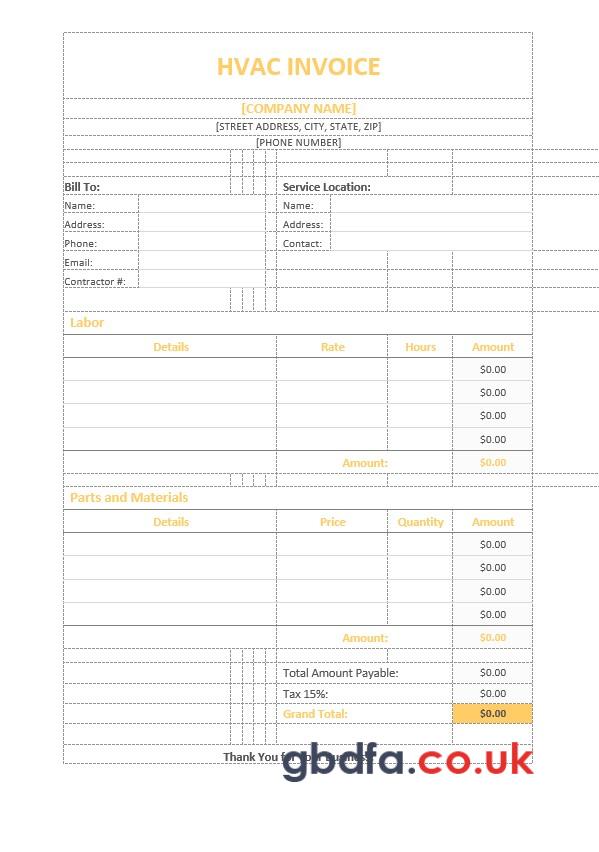 HVAC INVOICE
[COMPANY NAME]
[STREET ADDRESS, CITY, STATE, ZIP]
[PHONE NUMBER]
Bill To: Service Location:
Name: Name:
Address: Address:
Phone: Contact:
Email:
Contractor #:
Labor
Details Rate Hours Amount
$0.00
$0.00
$0.00
$0.00
Amount: $0.00
Parts and Materials
Details Price Quantity Amount
$0.00
$0.00
$0.00
$0.00
Amount: $0.00
Total Amount Payable: $0.00
Tax 15%: $0.00
Grand Total: $0.00
Thank You for Your Business!
gbdfa.co.uk